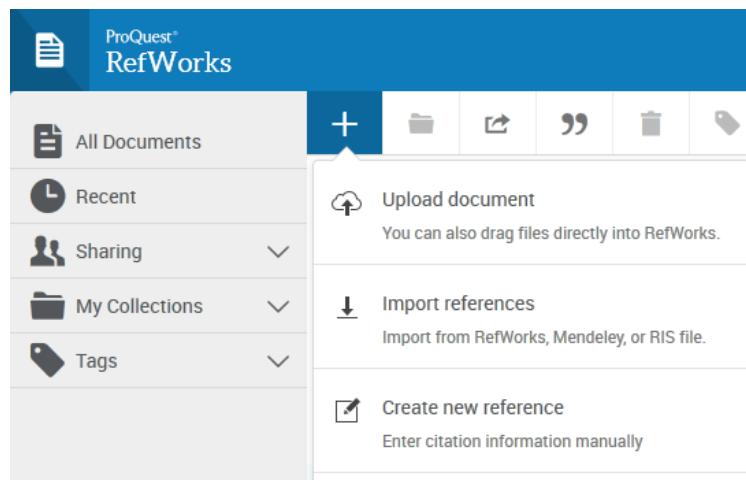 ProQuest®
RefWorks
All Documents
Recent
Sharing
My Collections
Tags
Upload document
You can also drag files directly into RefWorks.
Import references
Import from RefWorks, Mendeley, or RIS file.
Create new reference
Enter citation information manually